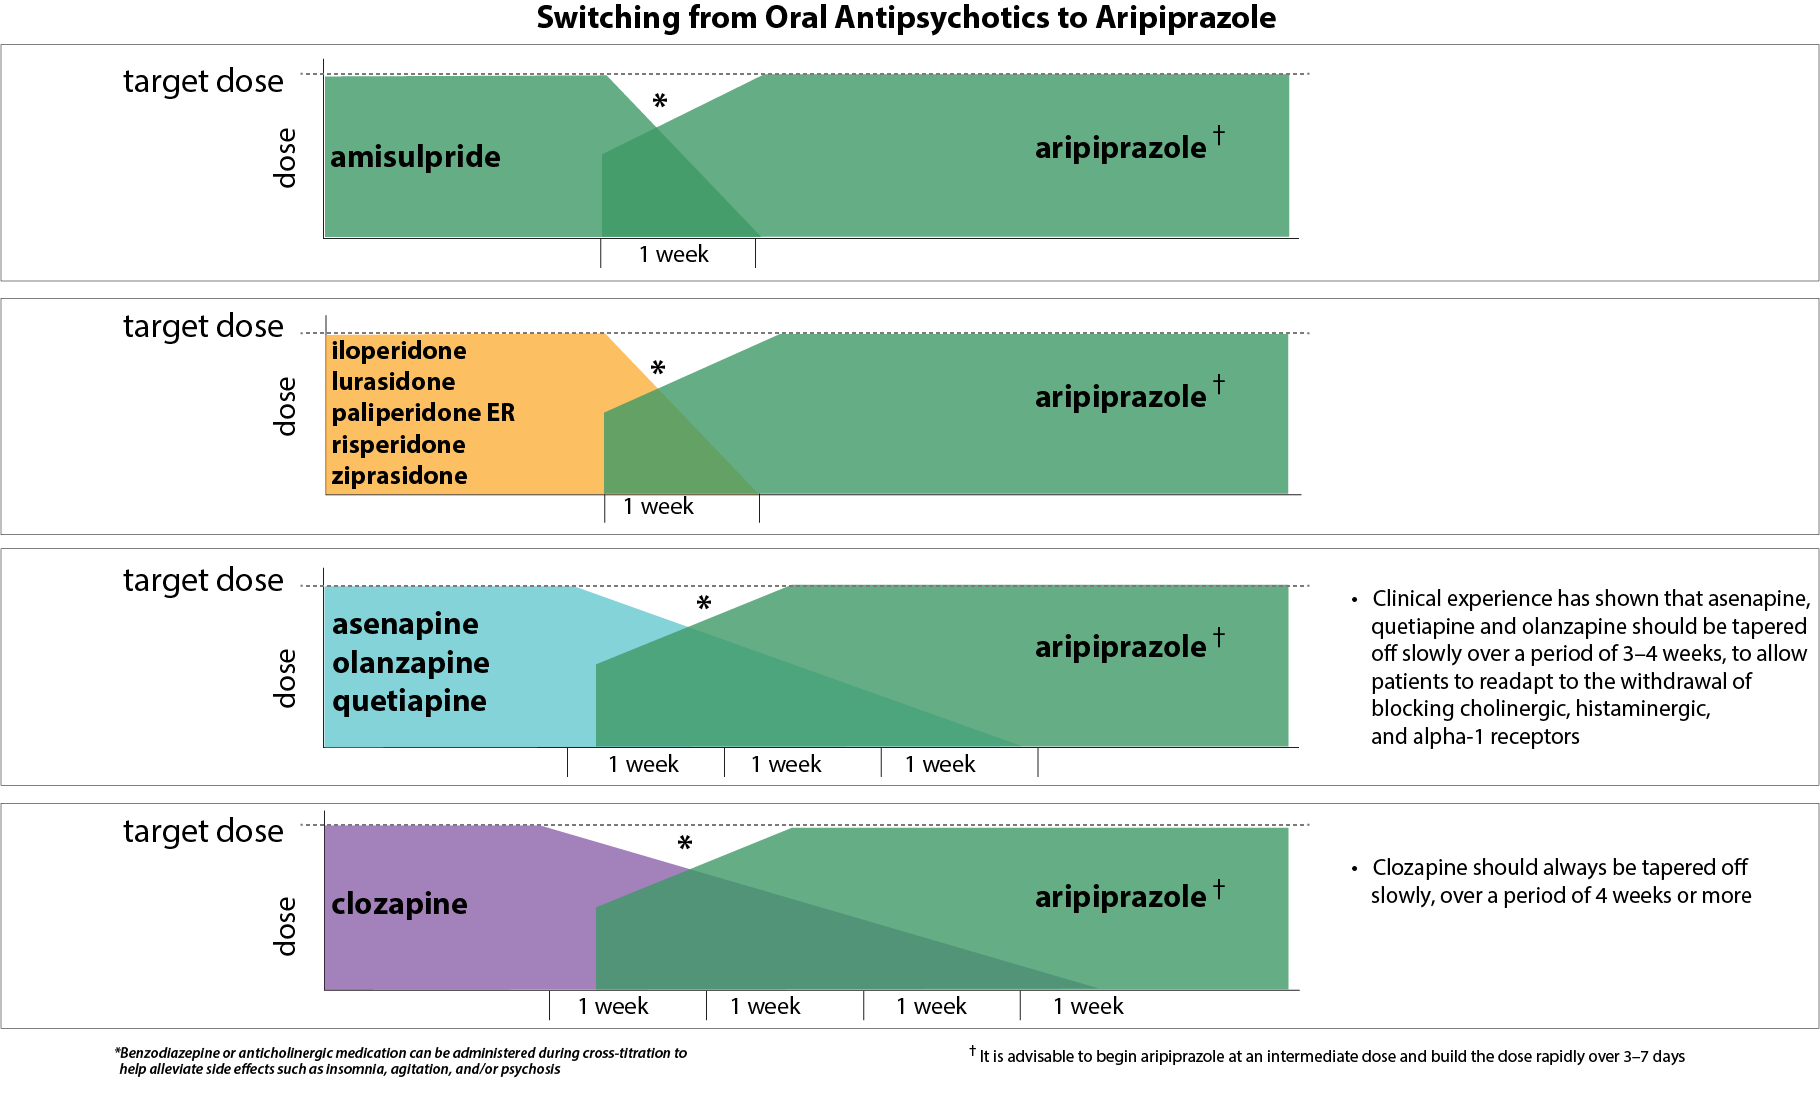 Switching from Oral Antipsychotics to Aripiprazole
target dose
dose
amisulpride
*
aripiprazole †
1 week
target dose
dose
iloperidone
lurasidone
paliperidone ER
risperidone
ziprasidone
*
aripiprazole †
1 week
target dose
dose
asenapine
olanzapine
quetiapine
*
aripiprazole †
1 week 1 week 1 week
• Clinical experience has shown that asenapine,
quetiapine and olanzapine should be tapered
off slowly over a period of 3–4 weeks, to allow
patients to readapt to the withdrawal of
blocking cholinergic, histaminergic,
and alpha-1 receptors
target dose
dose
clozapine
*
aripiprazole †
1 week 1 week 1 week 1 week
• Clozapine should always be tapered off
slowly, over a period of 4 weeks or more
*Benzodiazepine or anticholinergic medication can be administered during cross-titration to
help alleviate side effects such as insomnia, agitation, and/or psychosis
† It is advisable to begin aripiprazole at an intermediate dose and build the dose rapidly over 3–7 days